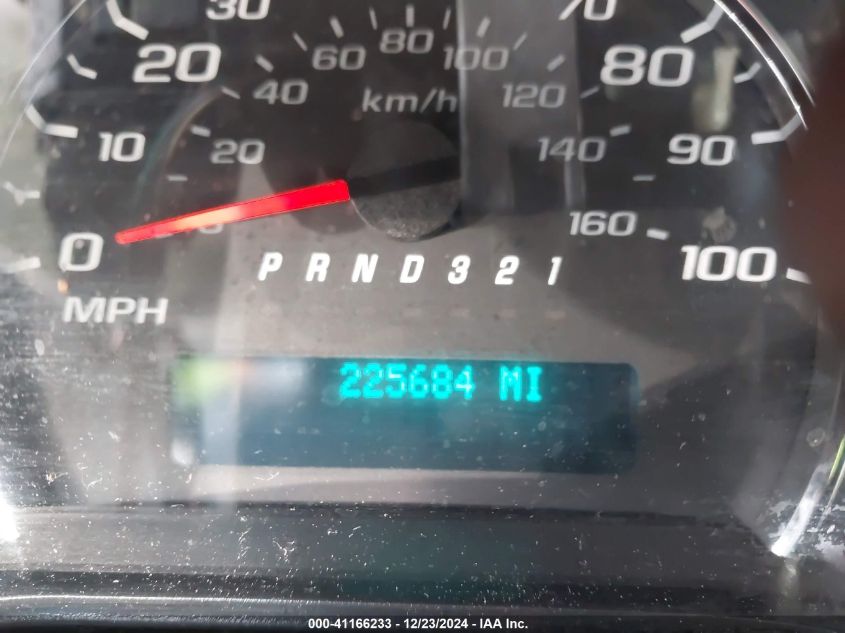 30 70
20 60 80 100 80
40 km/h 120
10 20 140 90
0 160 100
P R N D 3 2 1
MPH
225684 MI
000-41166233 - 12/23/2024 - IAA Inc.